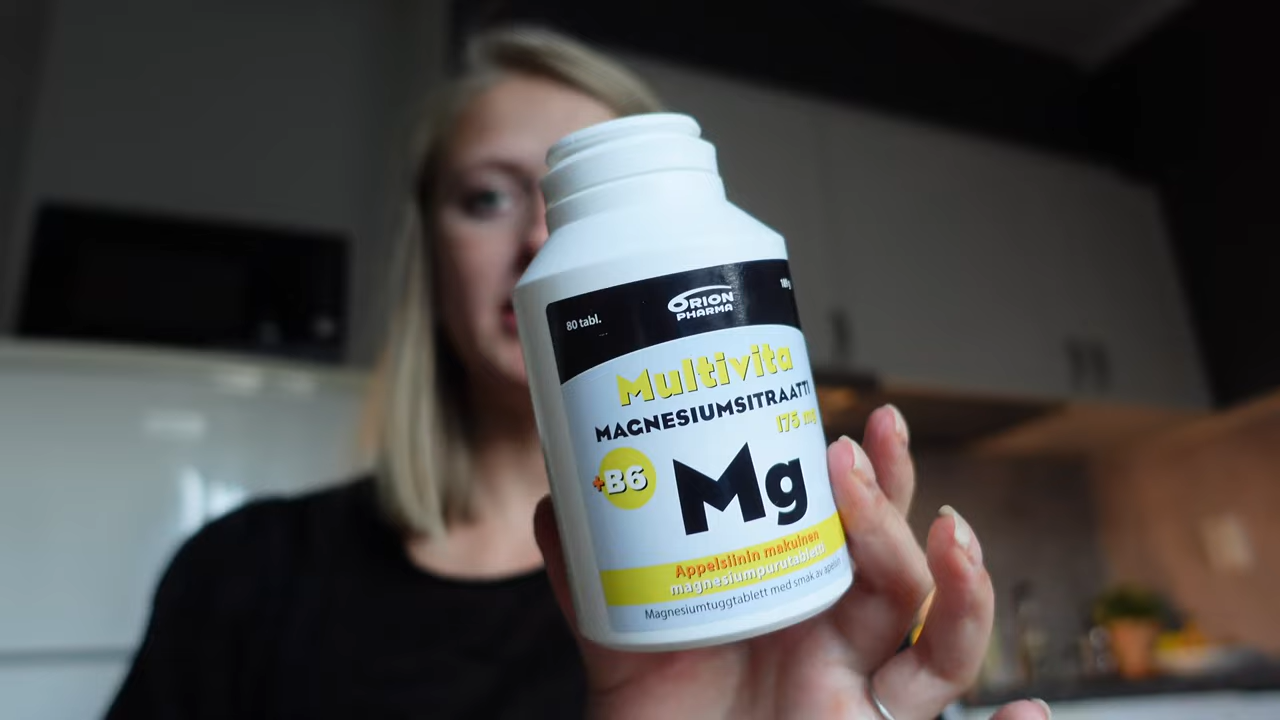 80 tabl.
ORION
PHARMA
Multivita
MAGNESIUMSITRAATTI
175 mg
+B6
Mg
Appelsiinin makuinen
magnesiumpurutabletti
Magnesiumtuggtablett med smak av apelsin